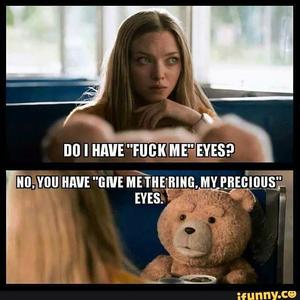 DO I HAVE "FUCK ME" EYES?
NO, YOU HAVE "GIVE ME THE RING, MY PRECIOUS"
EYES.
ifunny.co